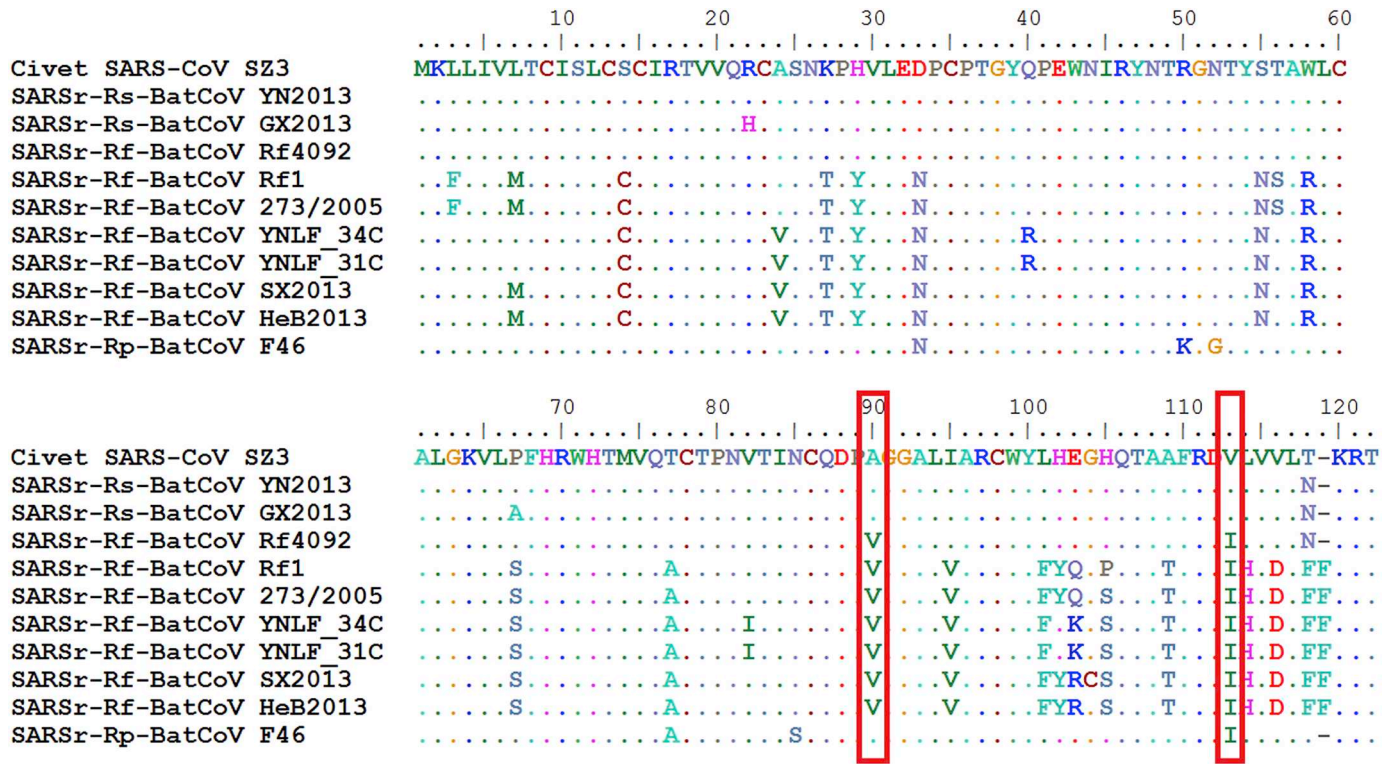 10 20 30 40 50 60
....|....|....|....|....|....|....|....|....|....|....|....|
Civet SARS-CoV SZ3 MKLLIVLTCISLCSCIRTVVQRCASNKPHVLEDPCPTGYQPEWNIRYNTRGNTYSTAWLC
SARSr-Rs-BatCoV YN2013 ............................................................
SARSr-Rs-BatCoV GX2013 .....................H......................................
SARSr-Rf-BatCoV Rf4092 ............................................................
SARSr-Rf-BatCoV Rf1 ..F...M......C............T.Y...N.....................NS.R..
SARSr-Rf-BatCoV 273/2005 ..F...M......C............T.Y...N.....................NS.R..
SARSr-Rf-BatCoV YNLF_34C .............C.........V..T.Y...N......R..............N..R..
SARSr-Rf-BatCoV YNLF_31C .............C.........V..T.Y...N......R..............N..R..
SARSr-Rf-BatCoV SX2013 ......M......C.........V..T.Y...N.....................N..R..
SARSr-Rf-BatCoV HeB2013 ......M......C.........V..T.Y...N.....................N..R..
SARSr-Rp-BatCoV F46 ................................N................K.G........
70 80 90 100 110 120
....|....|....|....|....|....|....|....|....|....|....|....|..
Civet SARS-CoV SZ3 ALGKVLPFHRWHTMVQTCTPNVTINCQDPAGGALIARCWYLHEGHQTAAFRDVLVVLT-KRT
SARSr-Rs-BatCoV YN2013 .........................................................N-...
SARSr-Rs-BatCoV GX2013 ......A..................................................N-...
SARSr-Rf-BatCoV Rf4092 .............................V......................I....N-...
SARSr-Rf-BatCoV Rf1 ......S.........A............V....V.....FYQ.P...T...IH.D.FF...
SARSr-Rf-BatCoV 273/2005 ......S.........A............V....V.....FYQ.S...T...IH.D.FF...
SARSr-Rf-BatCoV YNLF_34C ......S.........A....I.......V....V.....F.K.S...T...IH.D.FF...
SARSr-Rf-BatCoV YNLF_31C ......S.........A....I.......V....V.....F.K.S...T...IH.D.FF...
SARSr-Rf-BatCoV SX2013 ......S.........A............V....V.....FYRCS...T...IH.D.FF...
SARSr-Rf-BatCoV HeB2013 ......S.........A............V....V.....FYR.S...T...IH.D.FF...
SARSr-Rp-BatCoV F46 ................A.......S...........................I.....-...